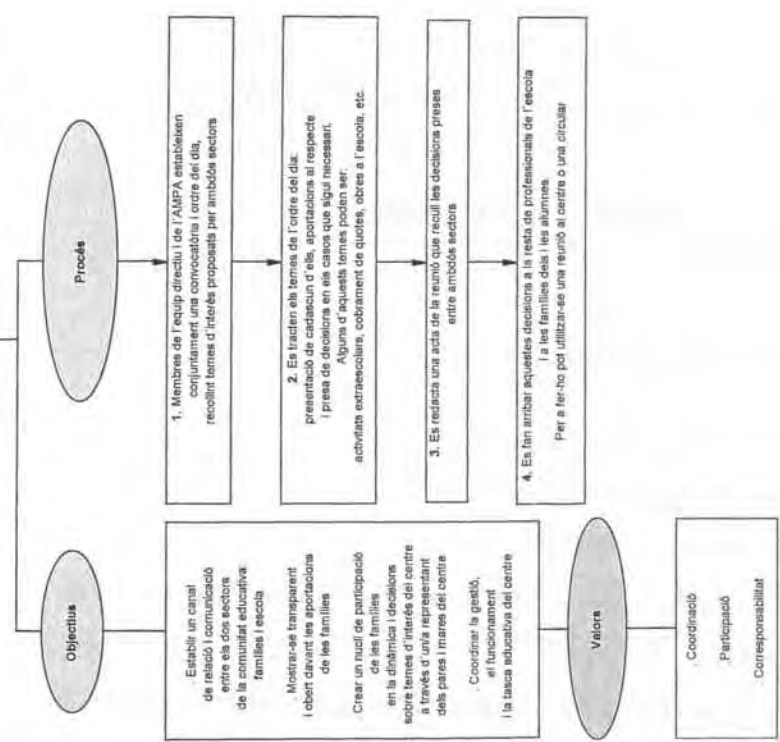 Objectius
. Establir un canal
de relació i comunicació
entre els dos sectors
de la comunitat educativa:
famílies i escola
. Mostrar-se transparent
i obert davant les aportacions
de les famílies
Crear un nucli de participació
de les famílies
en la dinàmica i decisions
sobre temes d'interès del centre
a través d'un/a representant
dels pares i mares del centre
. Coordinar la gestió,
el funcionament
i la tasca educativa del centre
Valors
. Coordinació
. Participació
. Corresponsabilitat
Procés
1. Membres de l'equip directiu i de l'AMPA estableixen
conjuntament una convocatòria i ordre del dia,
recollint temes d'interès proposats per ambdós sectors
2. Es tracten els temes de l'ordre del dia:
presentació de cadascun d'ells, aportacions al respecte
i presa de decisions en els casos que sigui necessari.
Alguns d'aquests temes poden ser:
activitats extraescolars, cobrament de quotes, obres a l'escola, etc.
3. Es redacta una acta de la reunió que recull les decisions preses
entre ambdós sectors
4. Es fan arribar aquestes decisions a la resta de professionals de l'escola
i a les famílies dels i les alumnes.
Per a fer-ho pot utilitzar-se una reunió al centre o una circular